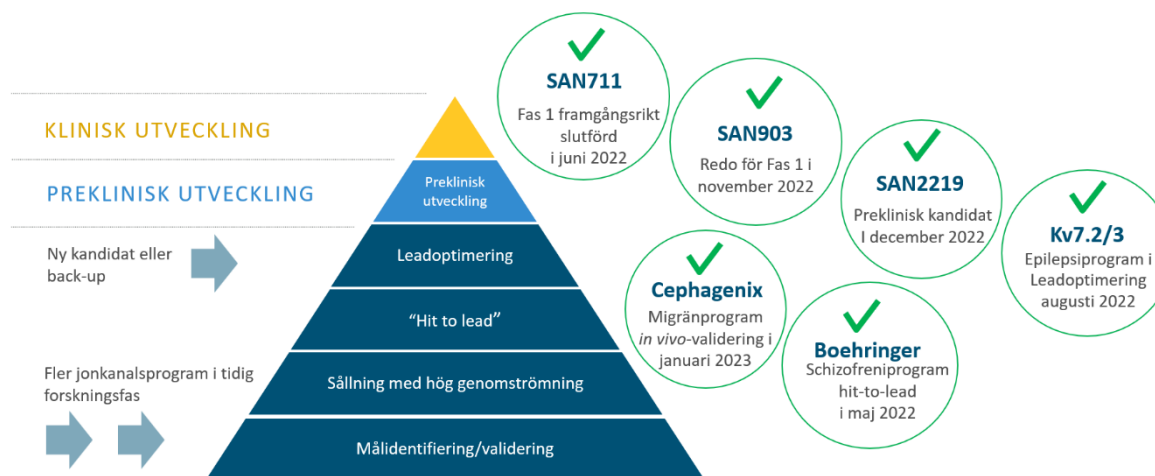 KLINISK UTVECKLING
PREKLINISK UTVECKLING
Ny kandidat eller
back-up
Fler jonkanalsprogram i tidig
forskningsfas
Preklinisk
utveckling
Leadoptimering
“Hit to lead”
Sållning med hög genomströmning
Målidentifiering/validering
SAN711
Fas 1 framgångsrikt
slutförd
i juni 2022
SAN903
Redo för Fas 1 i
november 2022
SAN2219
Preklinisk kandidat
I december 2022
Kv7.2/3
Epilepsiprogram i
Leadoptimering
augusti 2022
Cephagenix
Migränprogram
in vivo-validering i
januari 2023
Boehringer
Schizofreniprogram
hit-to-lead
i maj 2022